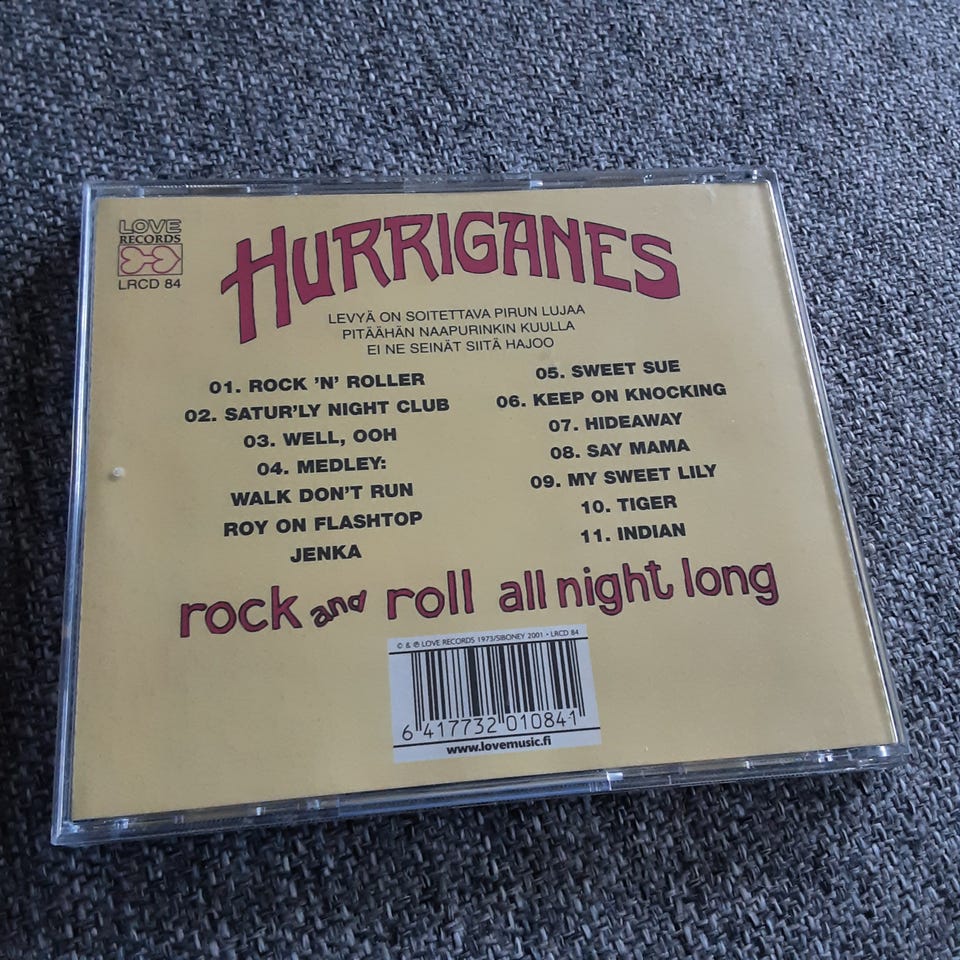 LOVE
RECORDS
LRCD 84
HURRIGANES
LEVYÄ ON SOITETTAVA PIRUN LUJAA
PITÄÄHÄN NAAPURINKIN KUULLA
EI NE SEINÄT SIITÄ HAJOO
01. ROCK 'N' ROLLER
02. SATUR'LY NIGHT CLUB
03. WELL, OOH
04. MEDLEY:
WALK DON'T RUN
ROY ON FLASHTOP
JENKA
05. SWEET SUE
06. KEEP ON KNOCKING
07. HIDEAWAY
08. SAY MAMA
09. MY SWEET LILY
10. TIGER
11. INDIAN
rock and roll all night long
© & ℗ LOVE RECORDS 1973/SIBONEY 2001 • LRCD 84
6 417732 010841
www.lovemusic.fi